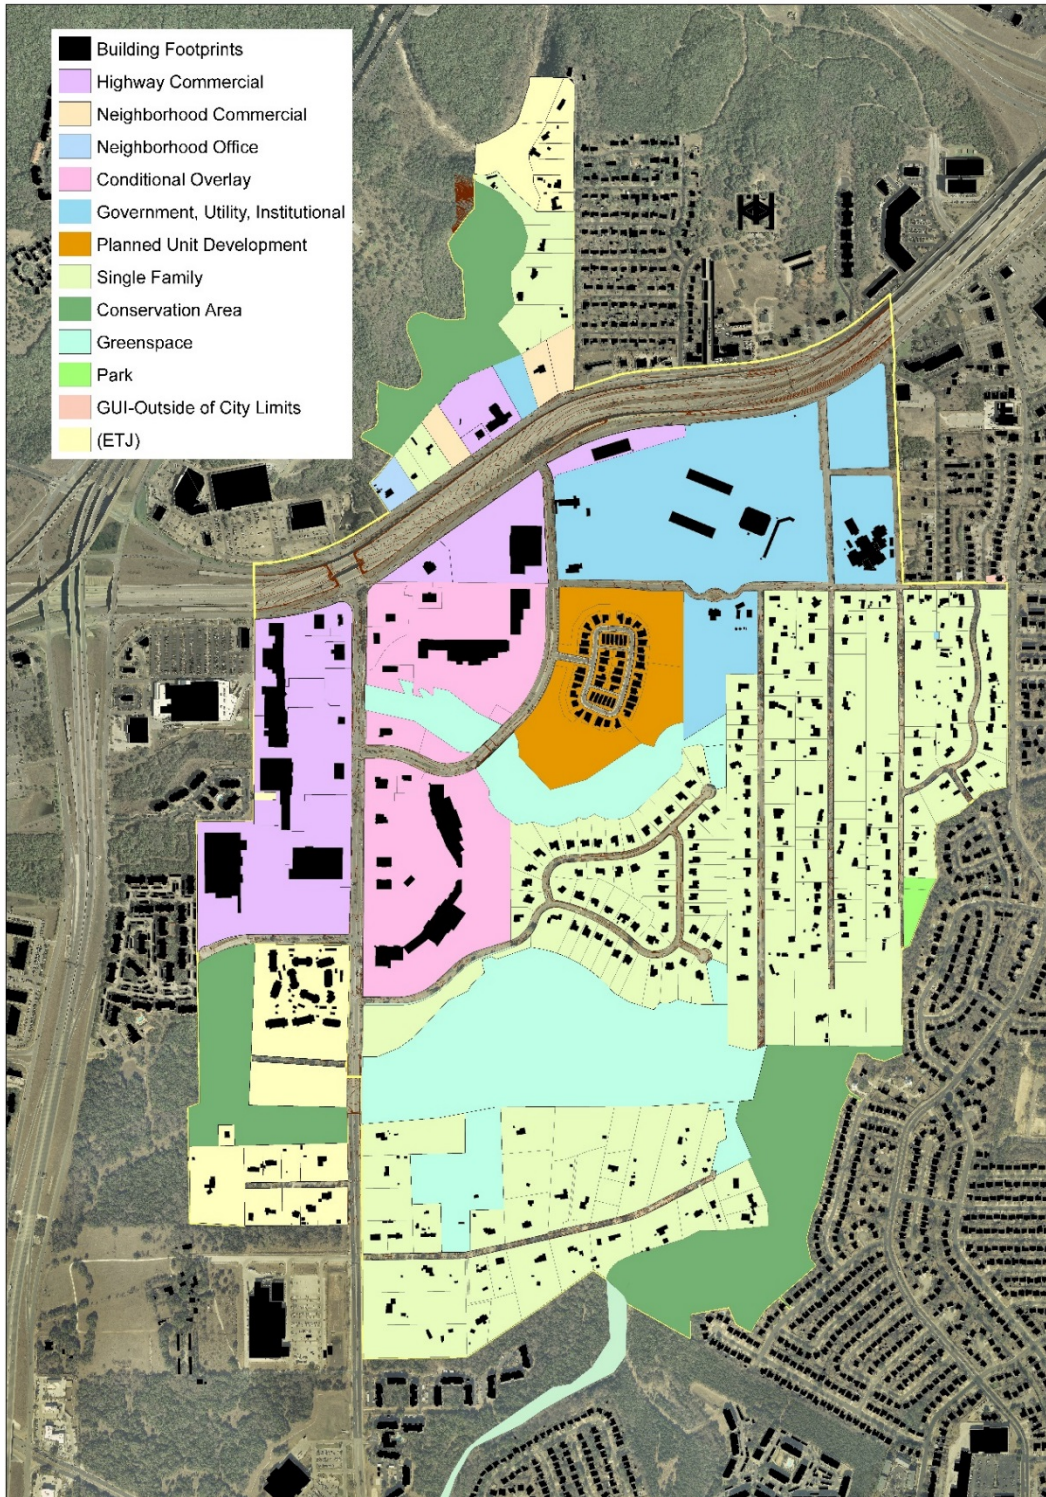 Building Footprints
Highway Commercial
Neighborhood Commercial
Neighborhood Office
Conditional Overlay
Government, Utility, Institutional
Planned Unit Development
Single Family
Conservation Area
Greenspace
Park
GUI-Outside of City Limits
(ETJ)